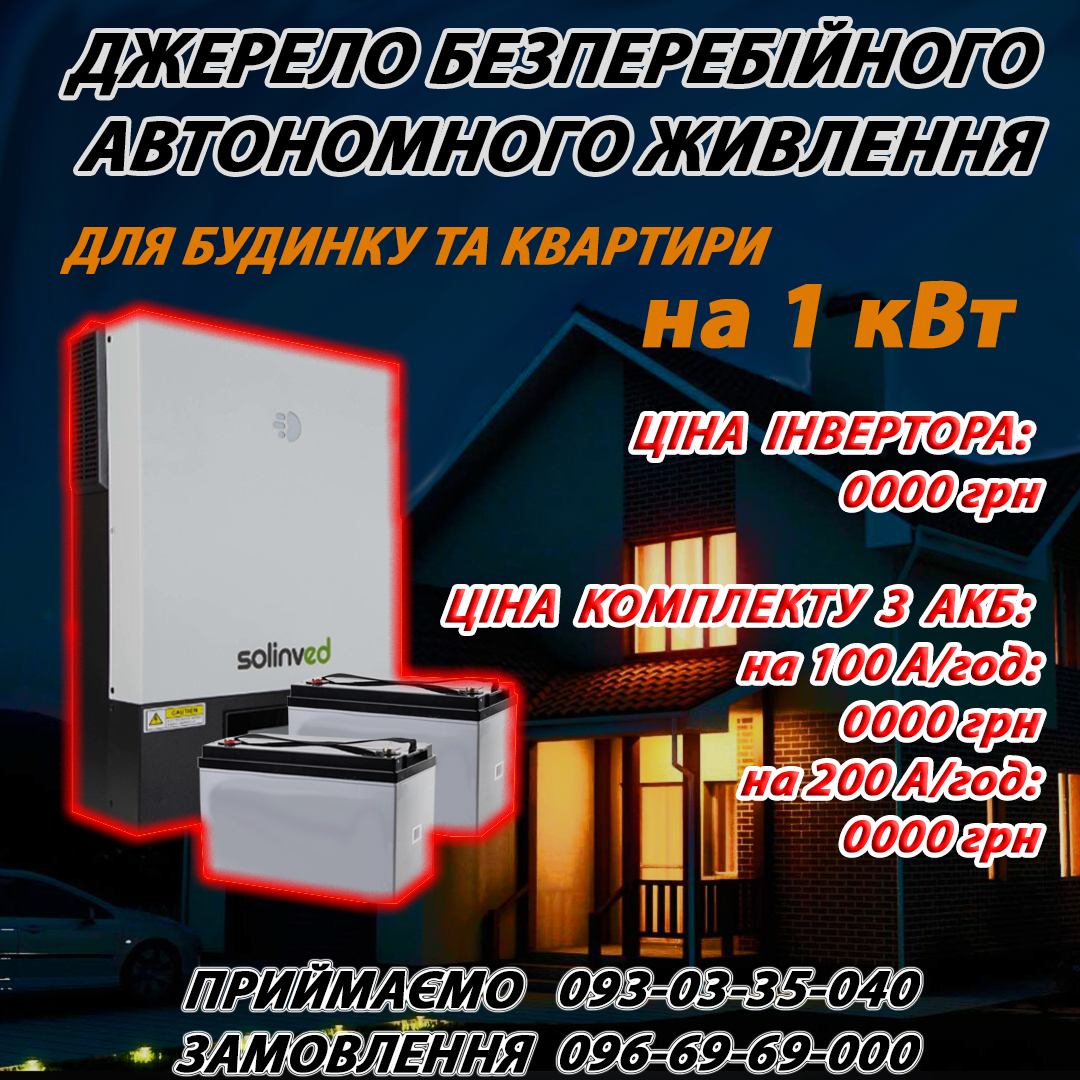 ДЖЕРЕЛО БЕЗПЕРЕБІЙНОГО
АВТОНОМНОГО ЖИВЛЕННЯ
ДЛЯ БУДИНКУ ТА КВАРТИРИ
на 1 кВт
ЦІНА ІНВЕРТОРА:
0000 грн
ЦІНА КОМПЛЕКТУ З АКБ:
на 100 А/год:
0000 грн
на 200 А/год:
0000 грн
solinved
CAUTION
ПРИЙМАЄМО 093-03-35-040
ЗАМОВЛЕННЯ 096-69-69-000